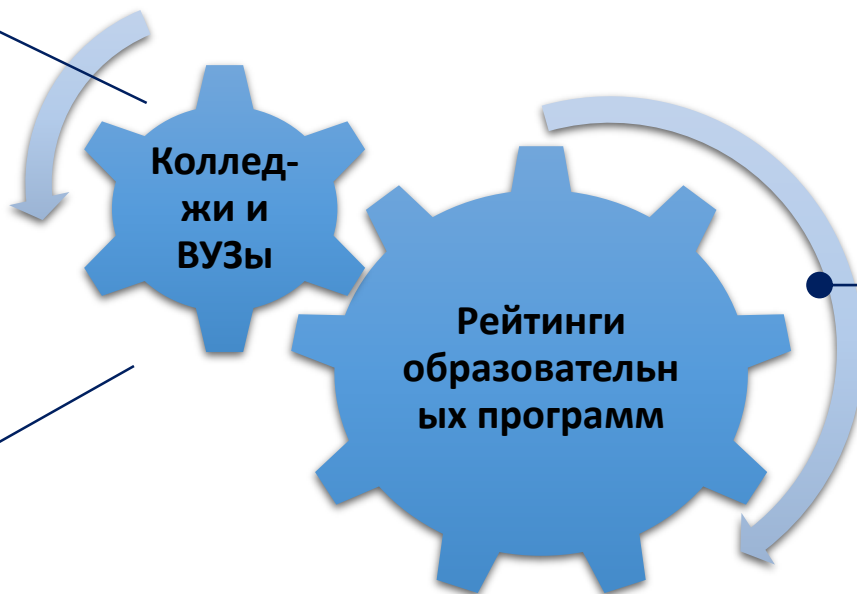 Коллед-
жи и
ВУЗы
Рейтинги
образовательн
ых программ